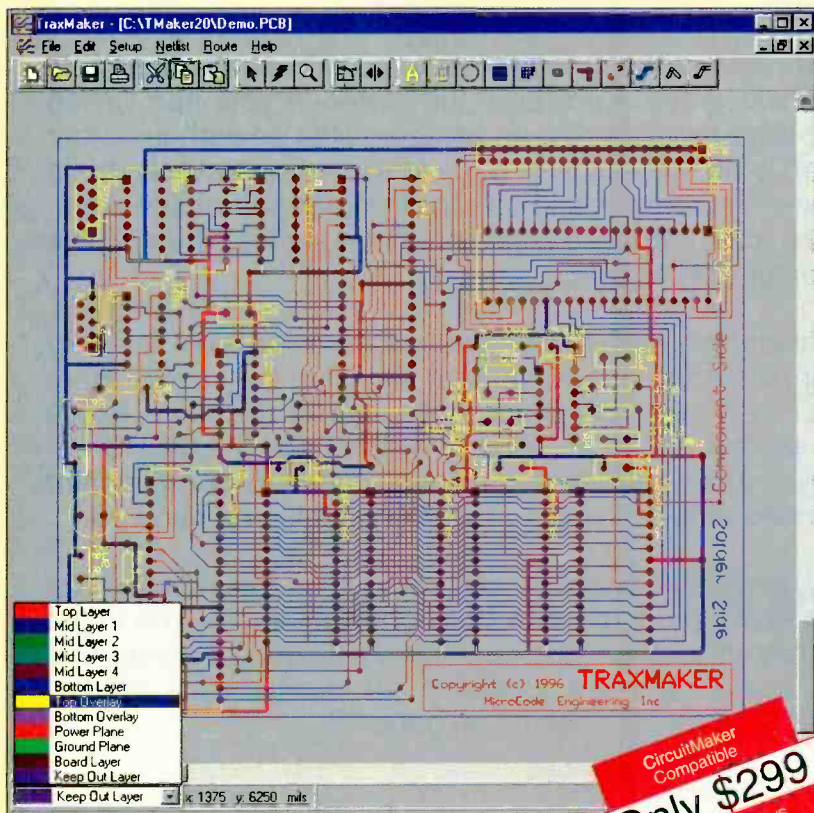 TraxMaker - [C:\TMaker20\Demo.PCB]
File Edit Setup Netlist Route Help
Component Side
Solder Side
Top Layer
Mid Layer 1
Mid Layer 2
Mid Layer 3
Mid Layer 4
Bottom Layer
Top Overlay
Bottom Overlay
Power Plane
Ground Plane
Board Layer
Keep Out Layer
Keep Out Layer x: 1375 y: 6250 mils
Copyright (c) 1996 TRAXMAKER
MicroCode Engineering Inc
CircuitMaker
Compatible
Only $299